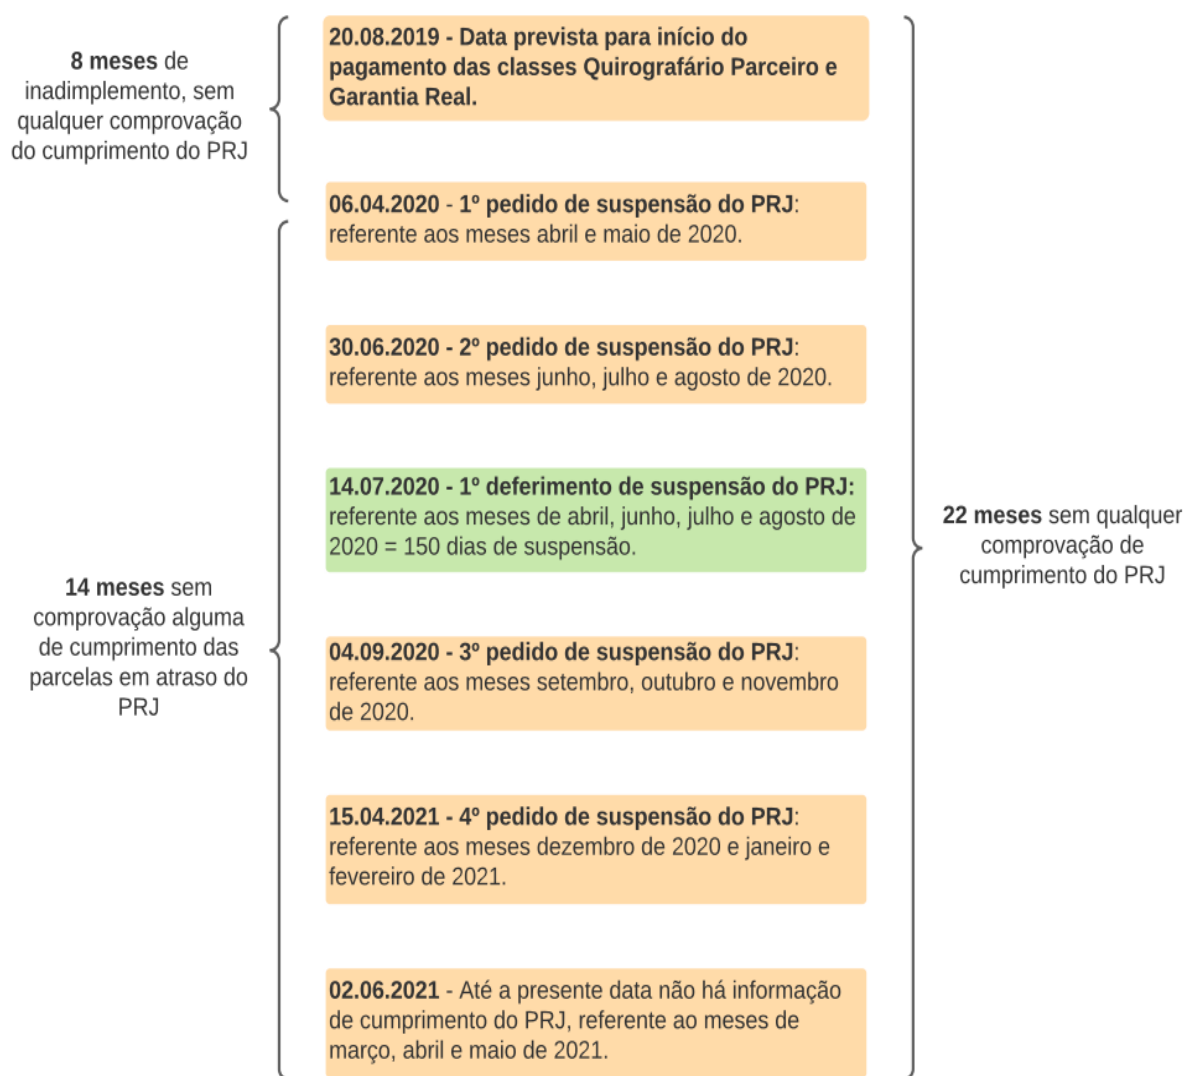 8 meses de
inadimplemento, sem
qualquer comprovação
do cumprimento do PRJ
20.08.2019 - Data prevista para início do
pagamento das classes Quirografário Parceiro e
Garantia Real.
06.04.2020 - 1º pedido de suspensão do PRJ:
referente aos meses abril e maio de 2020.
30.06.2020 - 2º pedido de suspensão do PRJ:
referente aos meses junho, julho e agosto de 2020.
14.07.2020 - 1º deferimento de suspensão do PRJ:
referente aos meses de abril, junho, julho e agosto de
2020 = 150 dias de suspensão.
22 meses sem qualquer
comprovação de
cumprimento do PRJ
14 meses sem
comprovação alguma
de cumprimento das
parcelas em atraso do
PRJ
04.09.2020 - 3º pedido de suspensão do PRJ:
referente aos meses setembro, outubro e novembro
de 2020.
15.04.2021 - 4º pedido de suspensão do PRJ:
referente aos meses dezembro de 2020 e janeiro e
fevereiro de 2021.
02.06.2021 - Até a presente data não há informação
de cumprimento do PRJ, referente ao meses de
março, abril e maio de 2021.